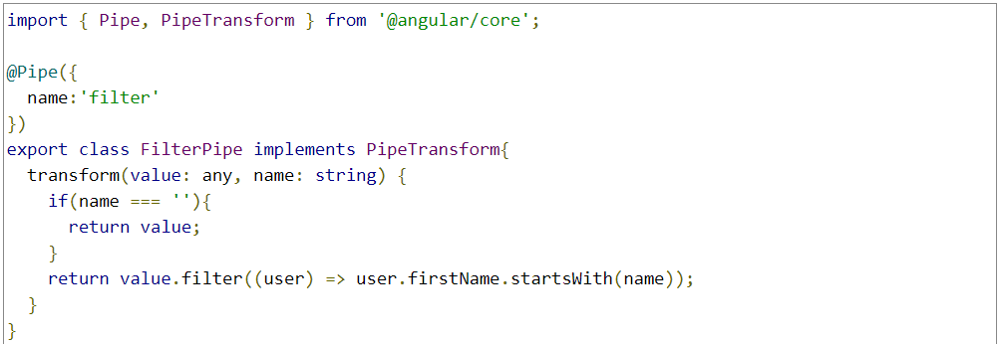 import { Pipe, PipeTransform } from '@angular/core';
@Pipe({
  name:'filter'
})
export class FilterPipe implements PipeTransform{
  transform(value: any, name: string) {
    if(name === ''){
      return value;
    }
    return value.filter((user) => user.firstName.startsWith(name));
  }
}